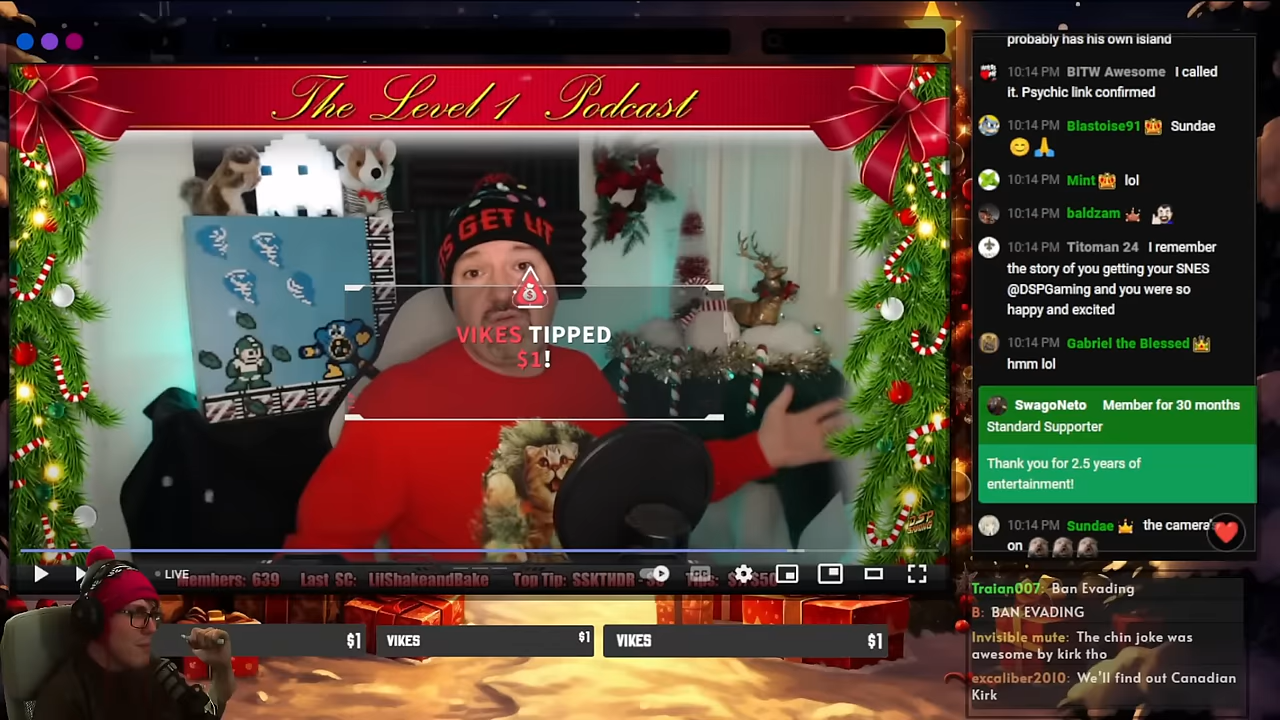 The Level 1 Podcast
LET'S GET LIT
VIKES TIPPED
$1!
LIVE
Members: 639 Last SC: LilShakeandBake Top Tip: SSKTHDR -
$1
VIKES $1
VIKES $1
probably has his own island
10:14 PM BITW Awesome I called
it. Psychic link confirmed
10:14 PM Blastoise91 Sundae
😊🙏
10:14 PM Mint lol
10:14 PM baldzam
10:14 PM Titoman 24 I remember
the story of you getting your SNES
@DSPGaming and you were so
happy and excited
10:14 PM Gabriel the Blessed
hmm lol
SwagoNeto Member for 30 months
Standard Supporter
Thank you for 2.5 years of
entertainment!
10:14 PM Sundae the camera's
on
Traian007: Ban Evading
B: BAN EVADING
Invisible mute: The chin joke was
awesome by kirk tho
excaliber2010: We'll find out Canadian
Kirk